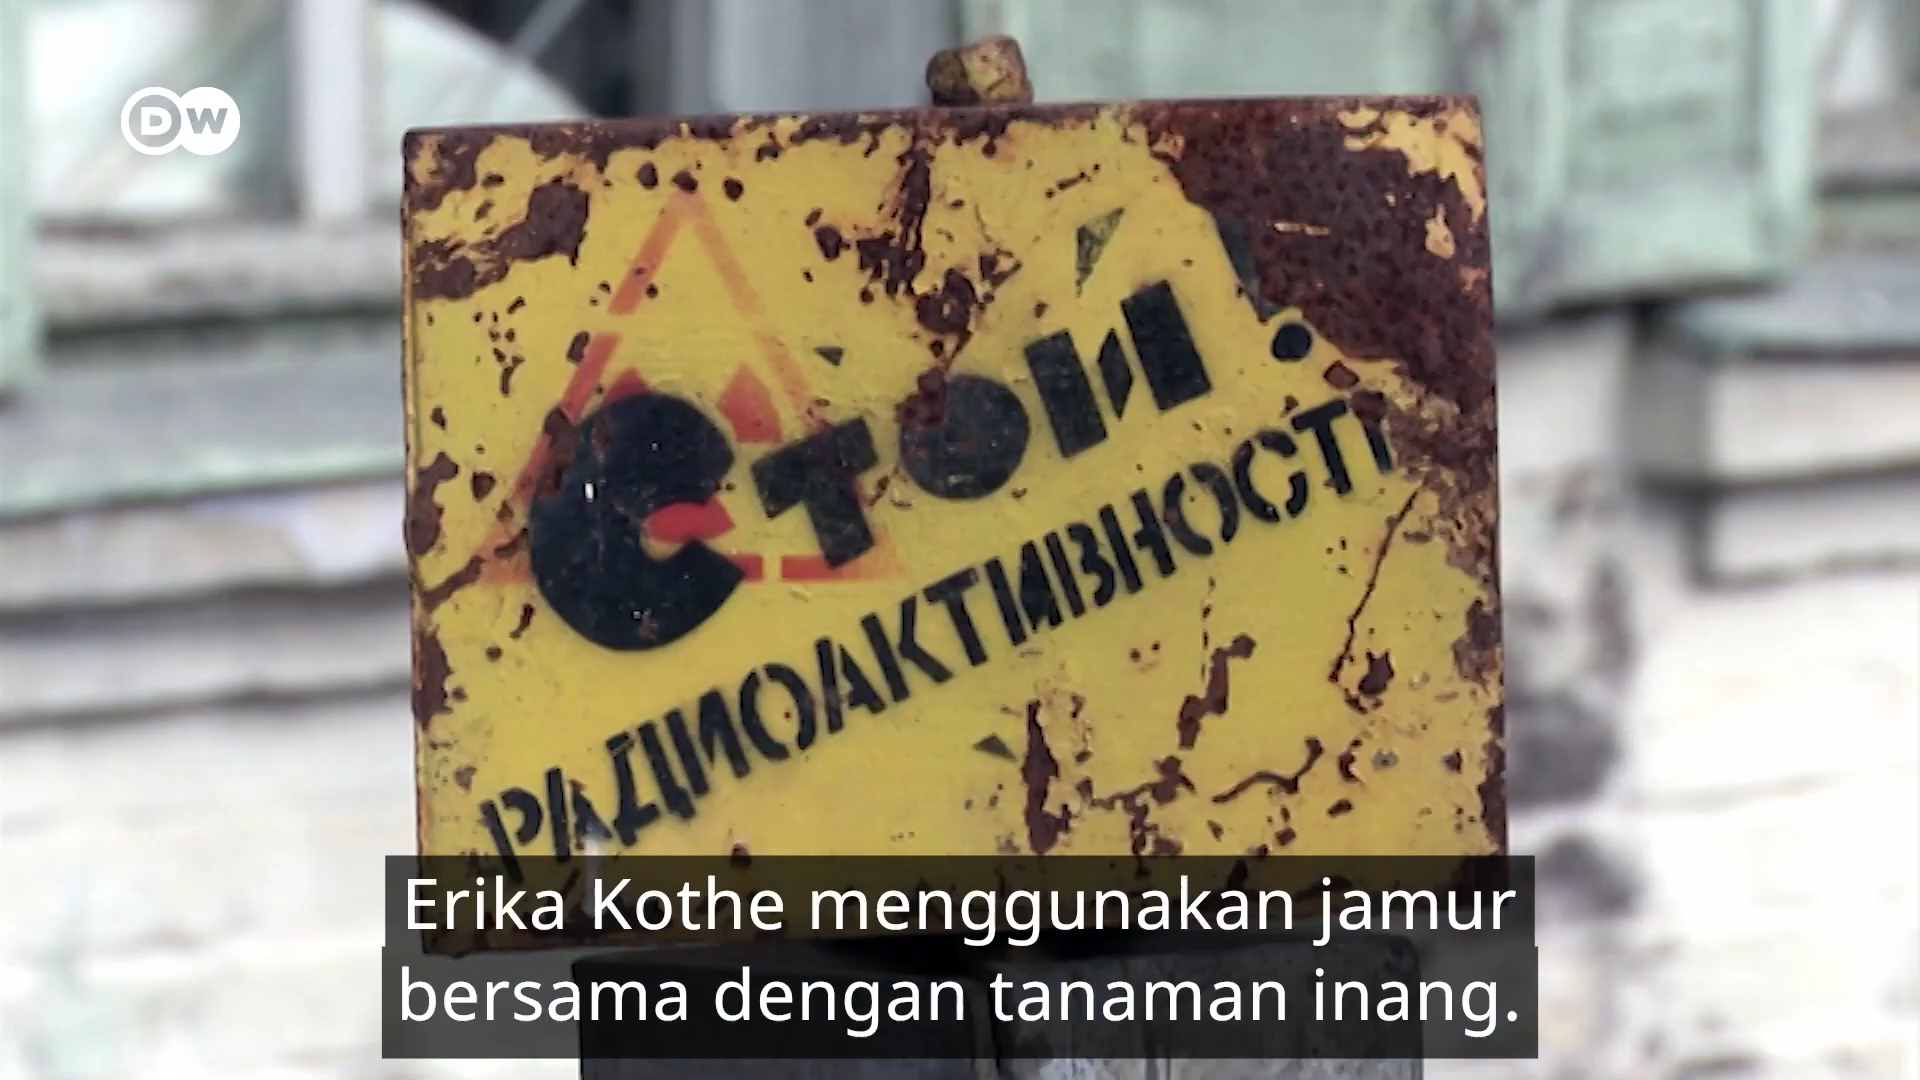 DW
Стой!
РАДИОАКТИВНОСТЬ
Erika Kothe menggunakan jamur
bersama dengan tanaman inang.